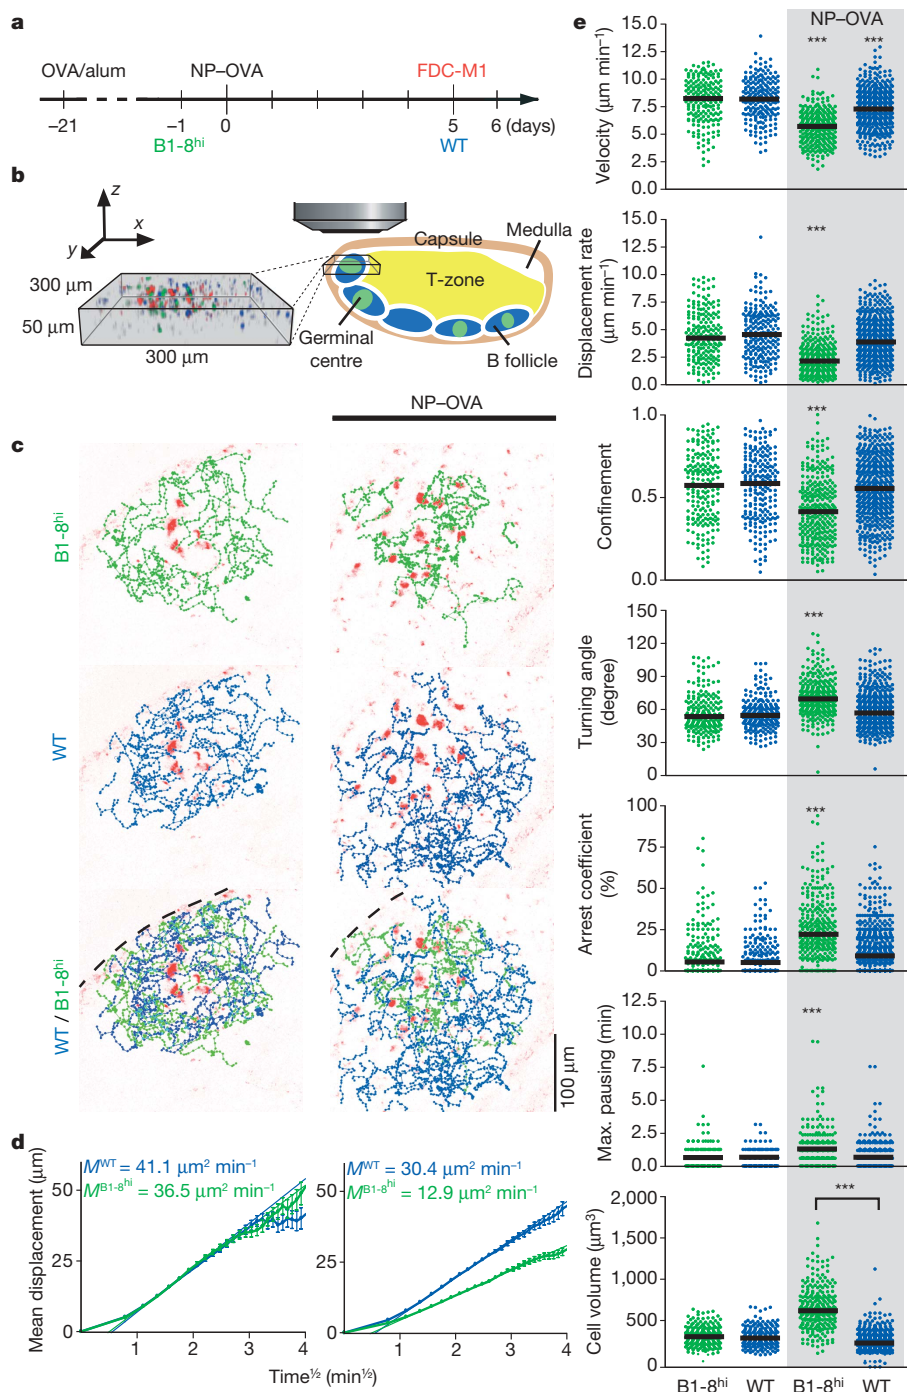 a
OVA/alum NP–OVA FDC-M1
–21 –1 0 5 6 (days)
B1-8hi WT
b
z
x
y
300 μm
50 μm
300 μm
Capsule
Medulla
T-zone
Germinal
centre
B follicle
NP–OVA
c
B1-8hi
WT
WT / B1-8hi
100 μm
d
Mean displacement (μm)
50
25
0
MWT = 41.1 μm² min⁻¹
MB1-8hi = 36.5 μm² min⁻¹
1 2 3 4
MWT = 30.4 μm² min⁻¹
MB1-8hi = 12.9 μm² min⁻¹
0 1 2 3 4
Time½ (min½)
e
NP–OVA
Velocity (μm min⁻¹)
15.0
12.5
10.0
7.5
5.0
2.5
0.0
*** ***
Displacement rate
(μm min⁻¹)
15.0
12.5
10.0
7.5
5.0
2.5
0.0
***
Confinement
1.0
0.5
0.0
***
Turning angle
(degree)
150
120
90
60
30
0
***
Arrest coefficient
(%)
100
75
50
25
0
***
Max. pausing (min)
12.5
10.0
7.5
5.0
2.5
0.0
***
Cell volume (μm³)
2,000
1,500
1,000
500
0
***
B1-8hi WT B1-8hi WT